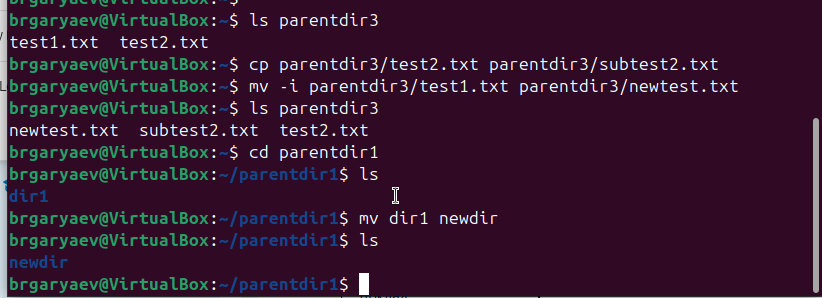 brgaryaev@VirtualBox:~$ ls parentdir3
test1.txt  test2.txt
brgaryaev@VirtualBox:~$ cp parentdir3/test2.txt parentdir3/subtest2.txt
brgaryaev@VirtualBox:~$ mv -i parentdir3/test1.txt parentdir3/newtest.txt
brgaryaev@VirtualBox:~$ ls parentdir3
newtest.txt  subtest2.txt  test2.txt
brgaryaev@VirtualBox:~$ cd parentdir1
brgaryaev@VirtualBox:~/parentdir1$ ls
dir1
brgaryaev@VirtualBox:~/parentdir1$ mv dir1 newdir
brgaryaev@VirtualBox:~/parentdir1$ ls
newdir
brgaryaev@VirtualBox:~/parentdir1$